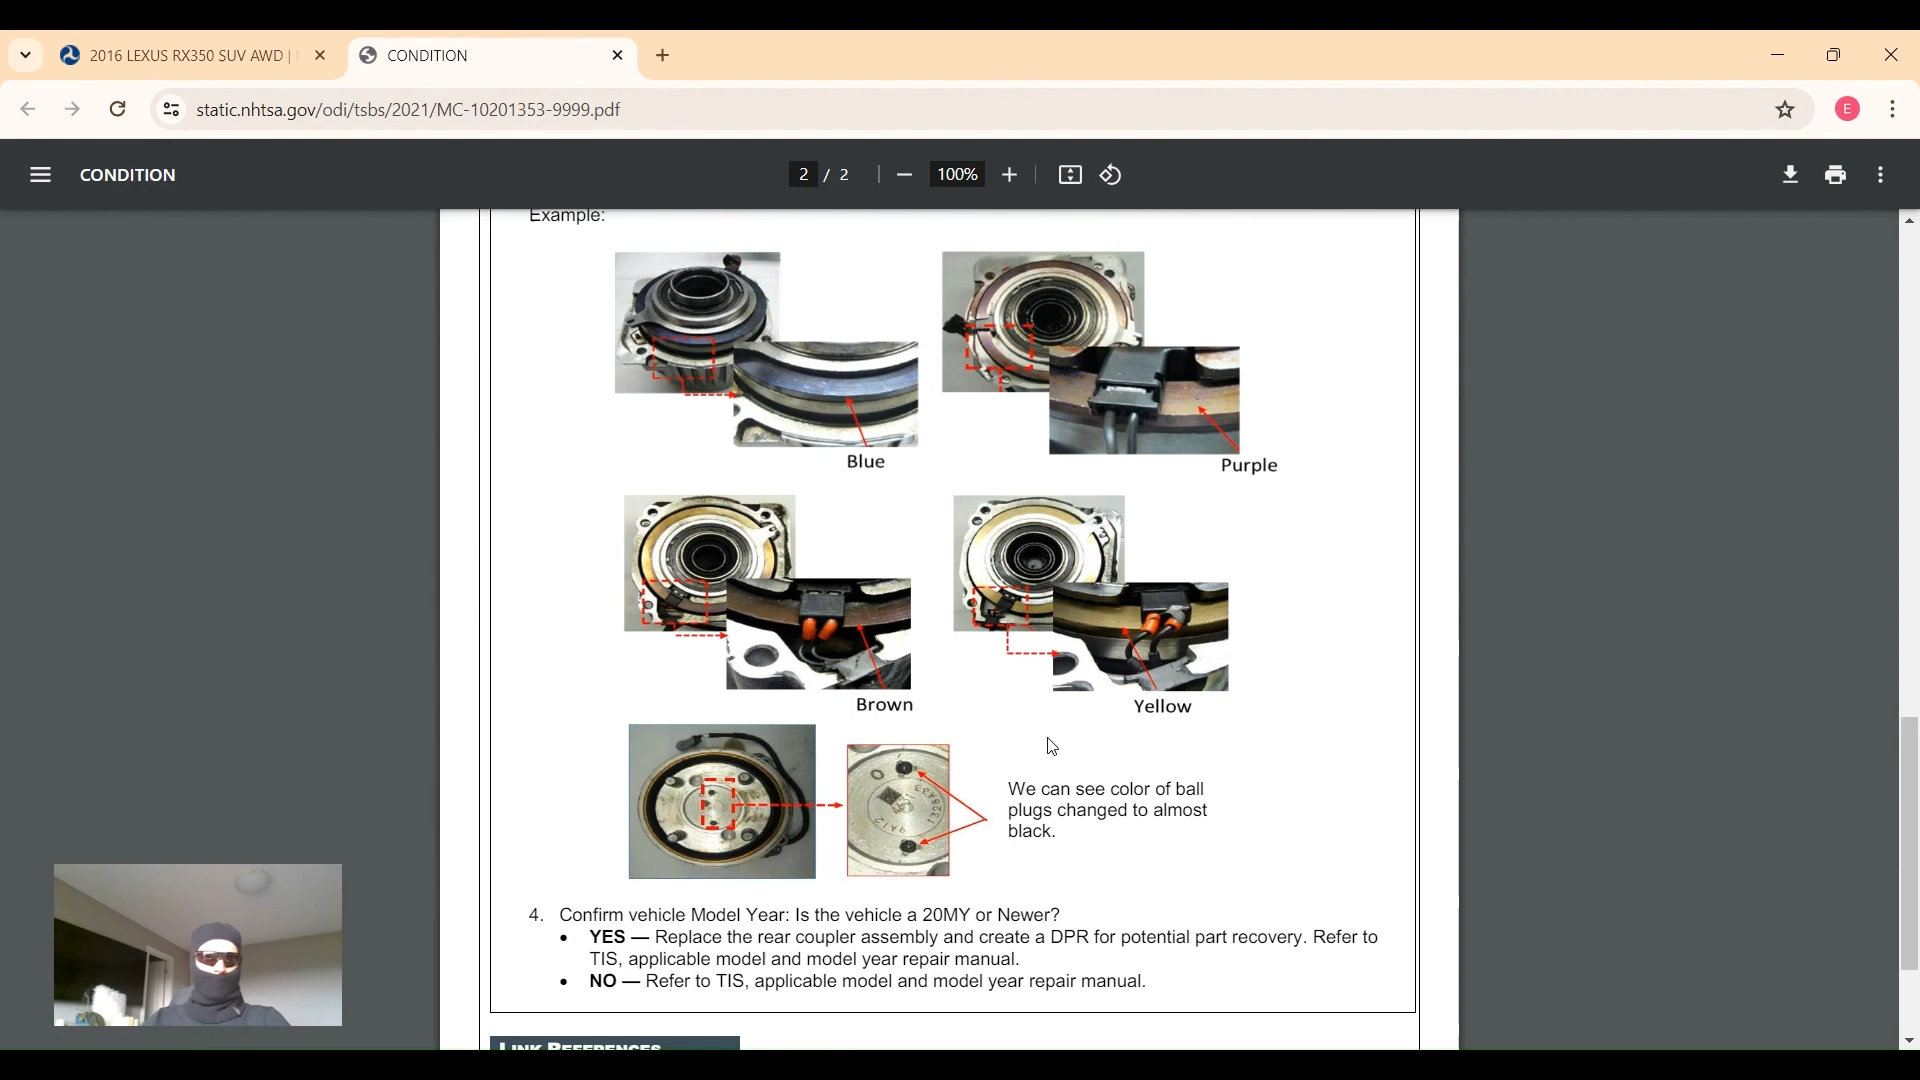 2016 LEXUS RX350 SUV AWD |
CONDITION
static.nhtsa.gov/odi/tsbs/2021/MC-10201353-9999.pdf
E
CONDITION
2 / 2
100%
Example:
Blue
Purple
Brown
Yellow
1328A33
9A12
We can see color of ball
plugs changed to almost
black.
4. Confirm vehicle Model Year: Is the vehicle a 20MY or Newer?
• YES — Replace the rear coupler assembly and create a DPR for potential part recovery. Refer to
TIS, applicable model and model year repair manual.
• NO — Refer to TIS, applicable model and model year repair manual.
LINK REFERENCES